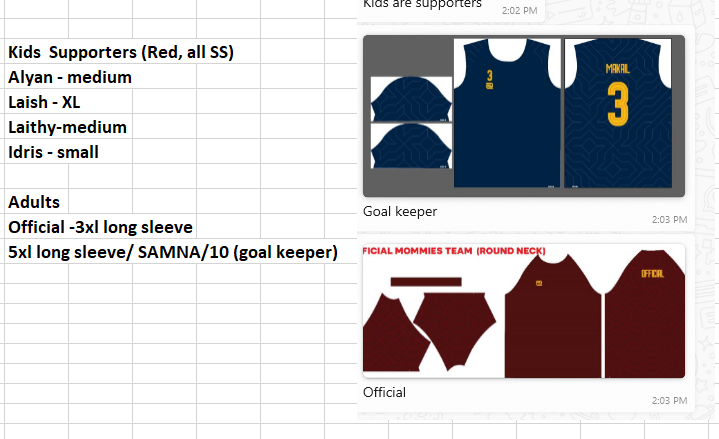 Kids Supporters (Red, all SS)
Alyan - medium
Laish - XL
Laithy-medium
Idris - small
Adults
Official -3xl long sleeve
5xl long sleeve/ SAMNA/10 (goal keeper)
Kids are supporters
2:02 PM
3
MAKAIL
3
Goal keeper
2:03 PM
FICIAL MOMMIES TEAM (ROUND NECK)
OFFICIAL
Official
2:03 PM